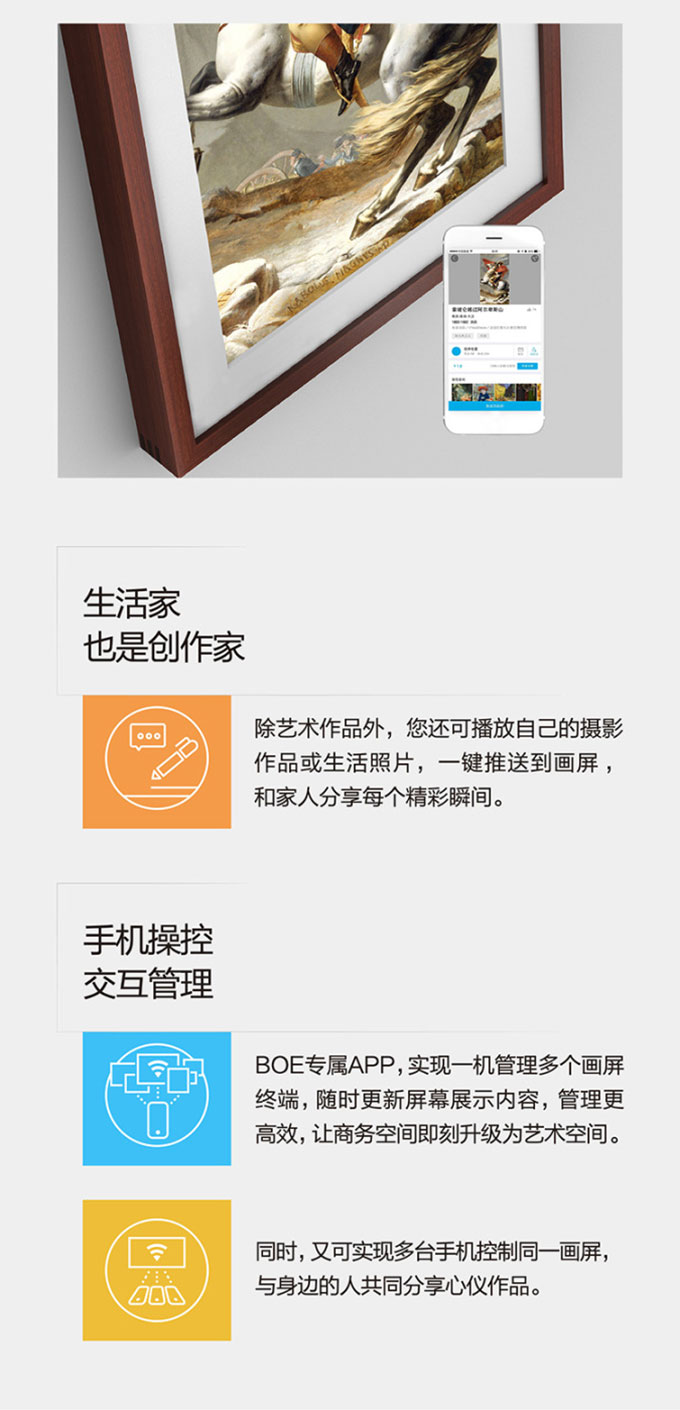 生活家
也是创作家
除艺术作品外，您还可播放自己的摄影
作品或生活照片，一键推送到画屏，
和家人分享每个精彩瞬间。
手机操控
交互管理
BOE专属APP，实现一机管理多个画屏
终端，随时更新屏幕展示内容，管理更
高效，让商务空间即刻升级为艺术空间。
同时，又可实现多台手机控制同一画屏，
与身边的人共同分享心仪作品。